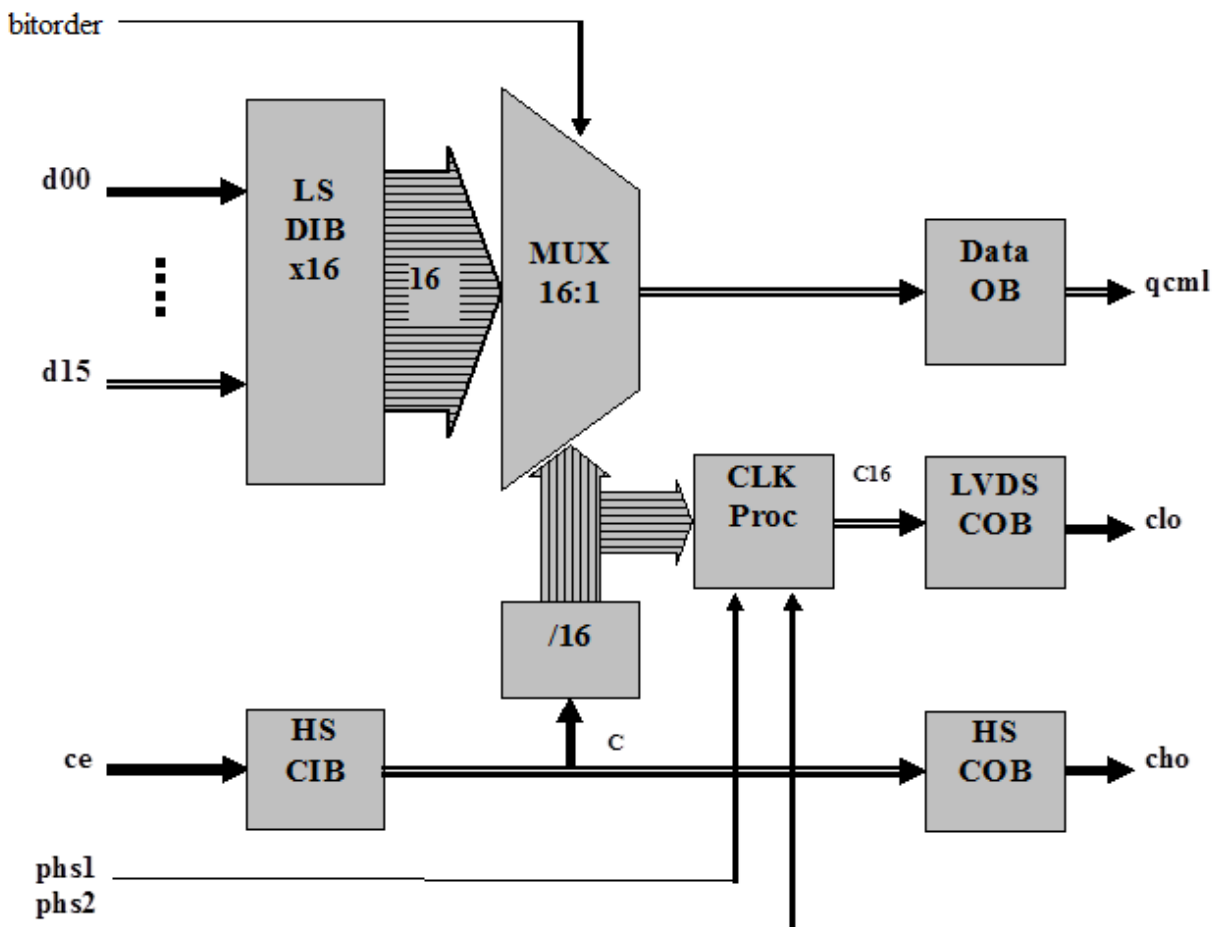 bitorder
d00
d15
LS
DIB
x16
16
MUX
16:1
Data
OB
qcml
CLK
Proc
C16
LVDS
COB
clo
/16
ce
HS
CIB
C
HS
COB
cho
phs1
phs2